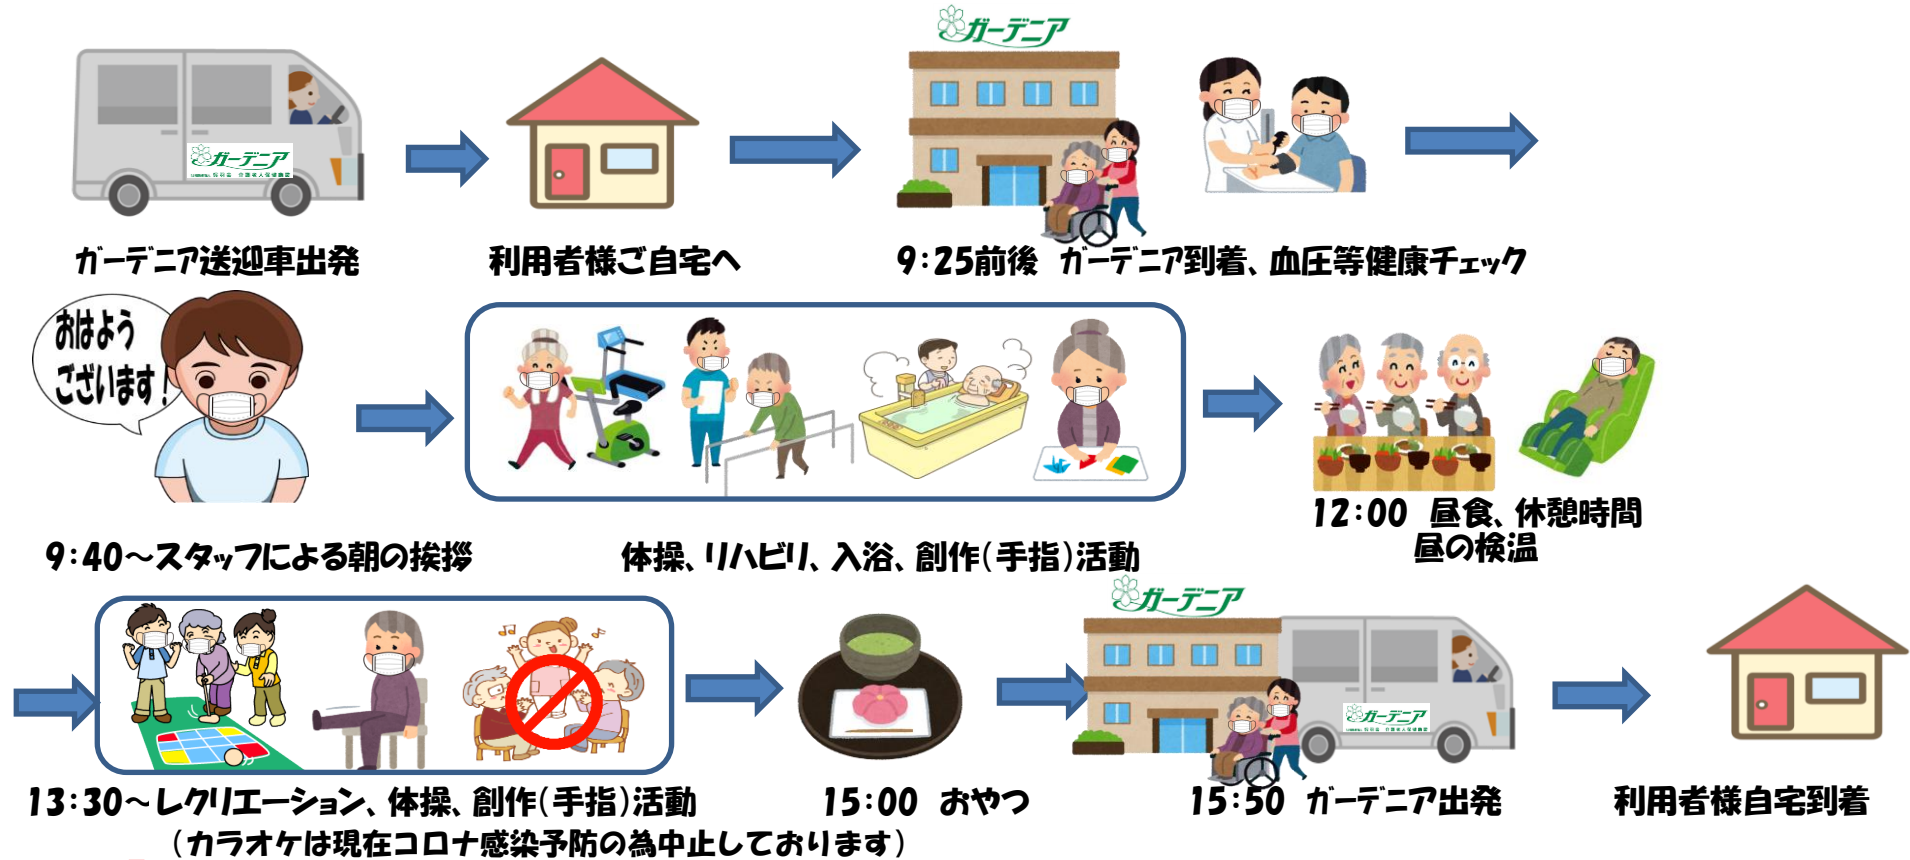 ガーデニア
ガーデニア
ガーデニア送迎車出発
利用者様ご自宅へ
9:25前後 ガーデニア到着、血圧等健康チェック
おはよう
ございます!
9:40～スタッフによる朝の挨拶
体操、リハビリ、入浴、創作(手指)活動
12:00 昼食、休憩時間
昼の検温
ガーデニア
ガーデニア
13:30～レクリエーション、体操、創作(手指)活動
(カラオケは現在コロナ感染予防の為中止しております)
15:00 おやつ
15:50 ガーデニア出発
利用者様自宅到着